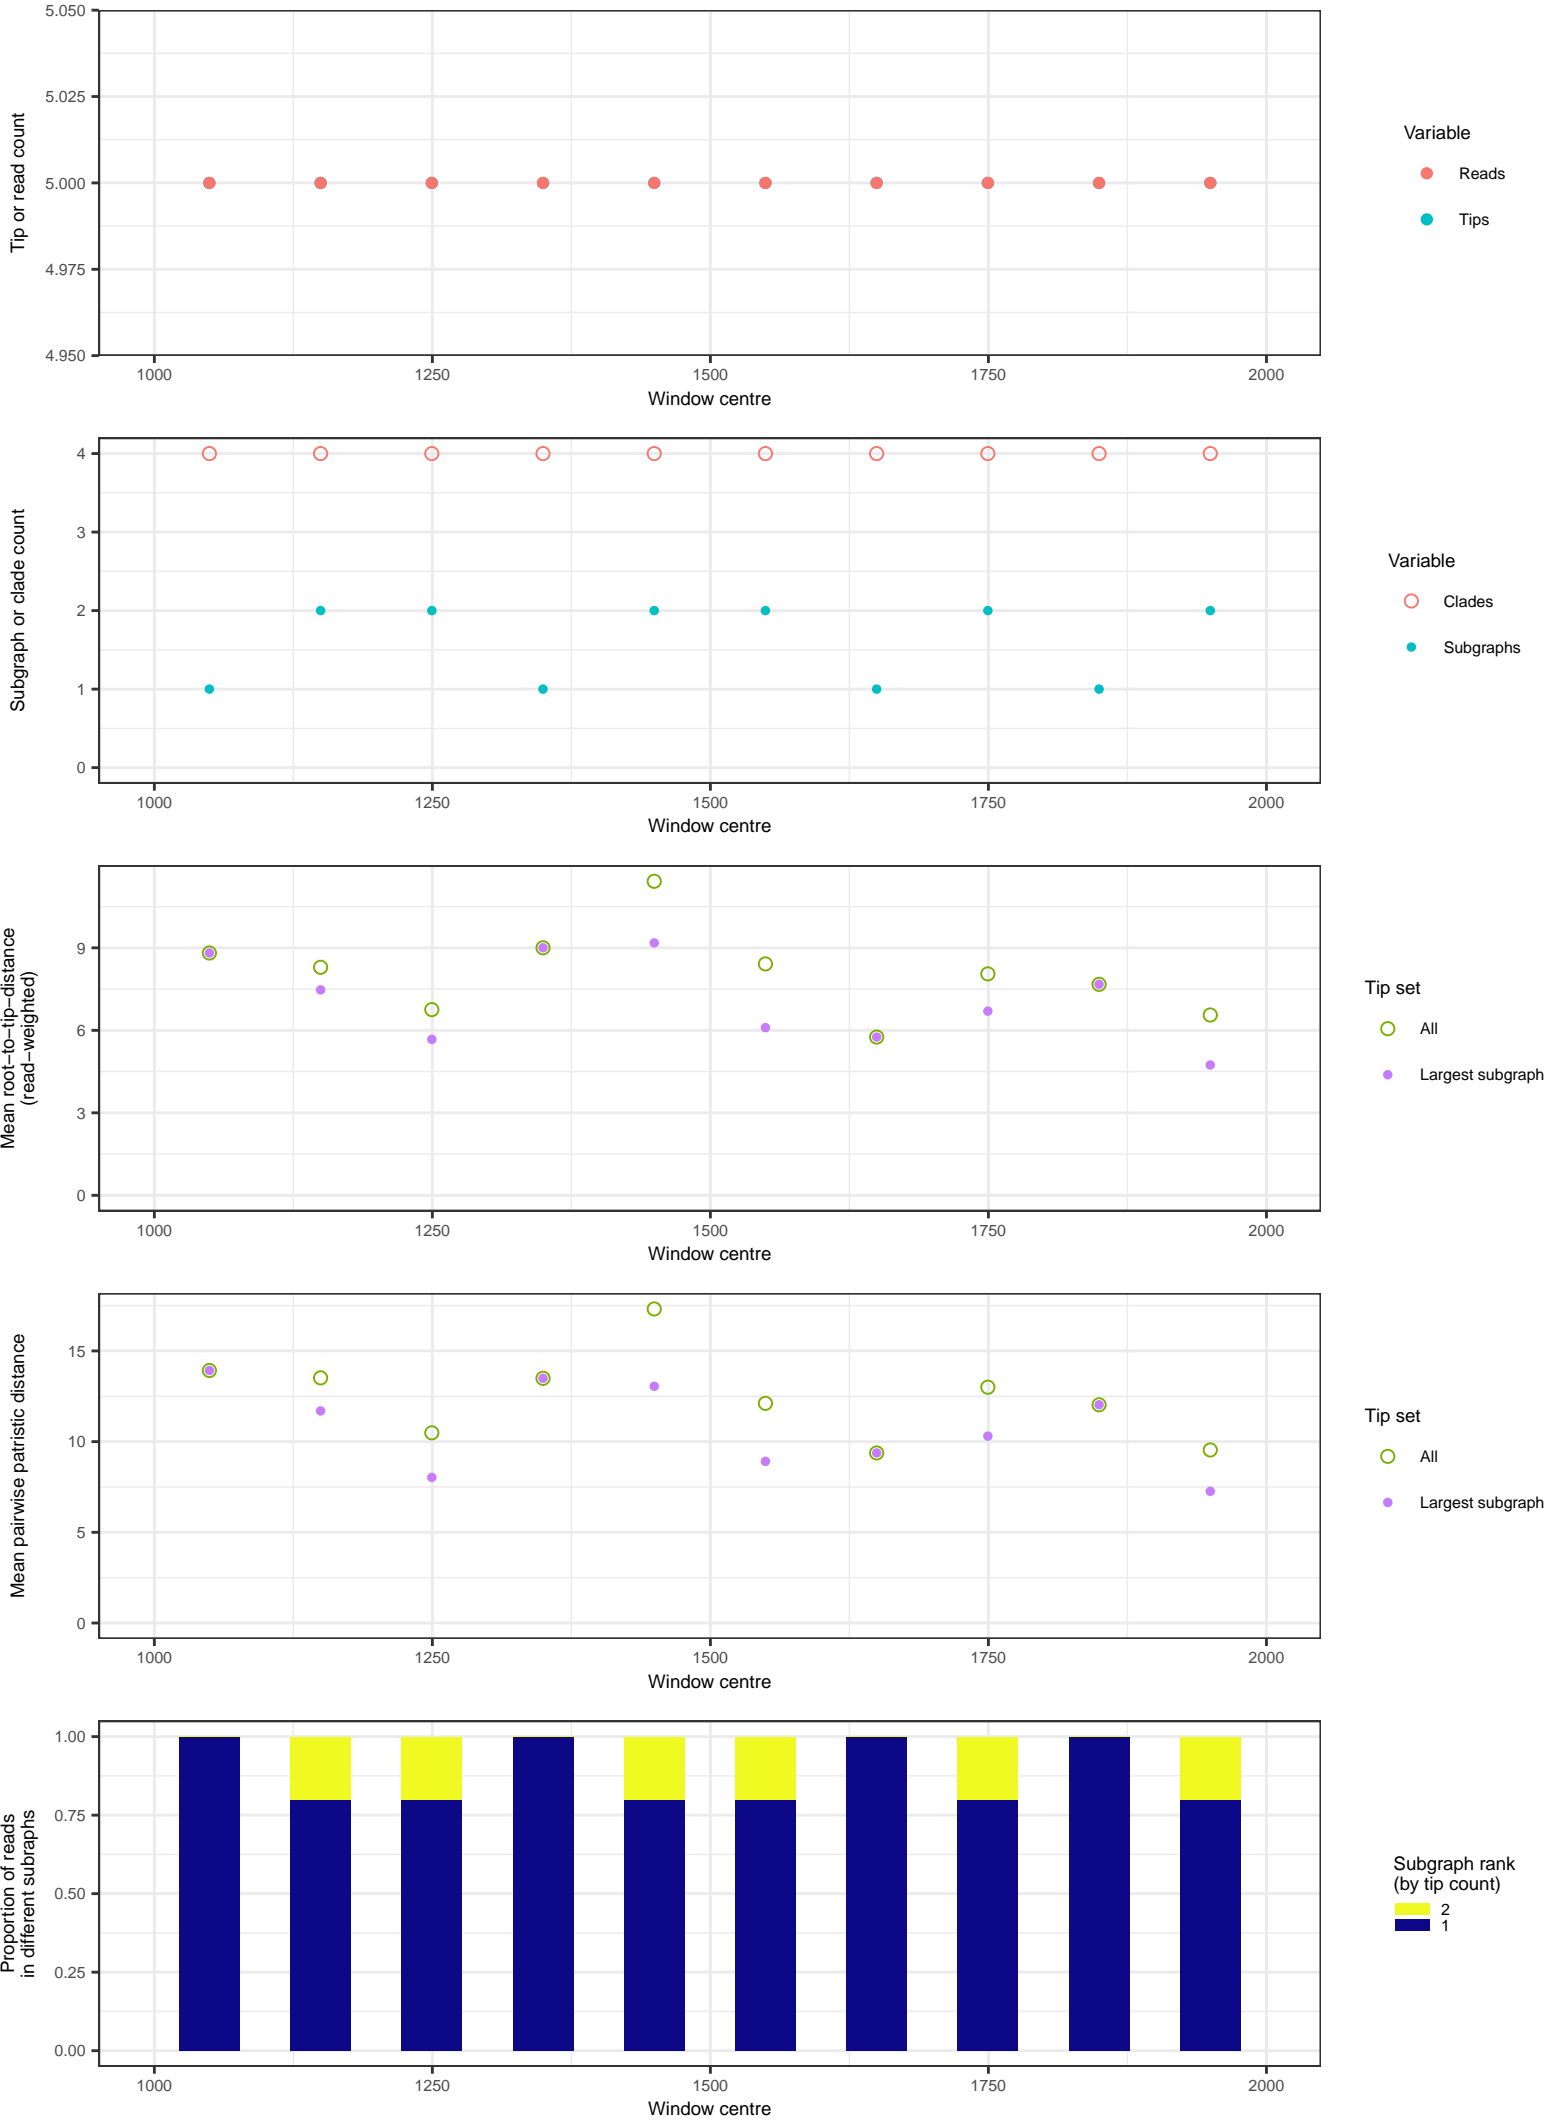 5.050
5.025
5.000
4.975
4.950
Tip or read count
1000 1250 1500 1750 2000
Window centre
Variable
Reads
Tips
4
3
2
1
0
Subgraph or clade count
1000 1250 1500 1750 2000
Window centre
Variable
Clades
Subgraphs
9
6
3
0
Mean root−to−tip−distance
(read−weighted)
1000 1250 1500 1750 2000
Window centre
Tip set
All
Largest subgraph
15
10
5
0
Mean pairwise patristic distance
1000 1250 1500 1750 2000
Window centre
Tip set
All
Largest subgraph
1.00
0.75
0.50
0.25
0.00
Proportion of reads
in different subraphs
1000 1250 1500 1750 2000
Window centre
Subgraph rank
(by tip count)
2
1